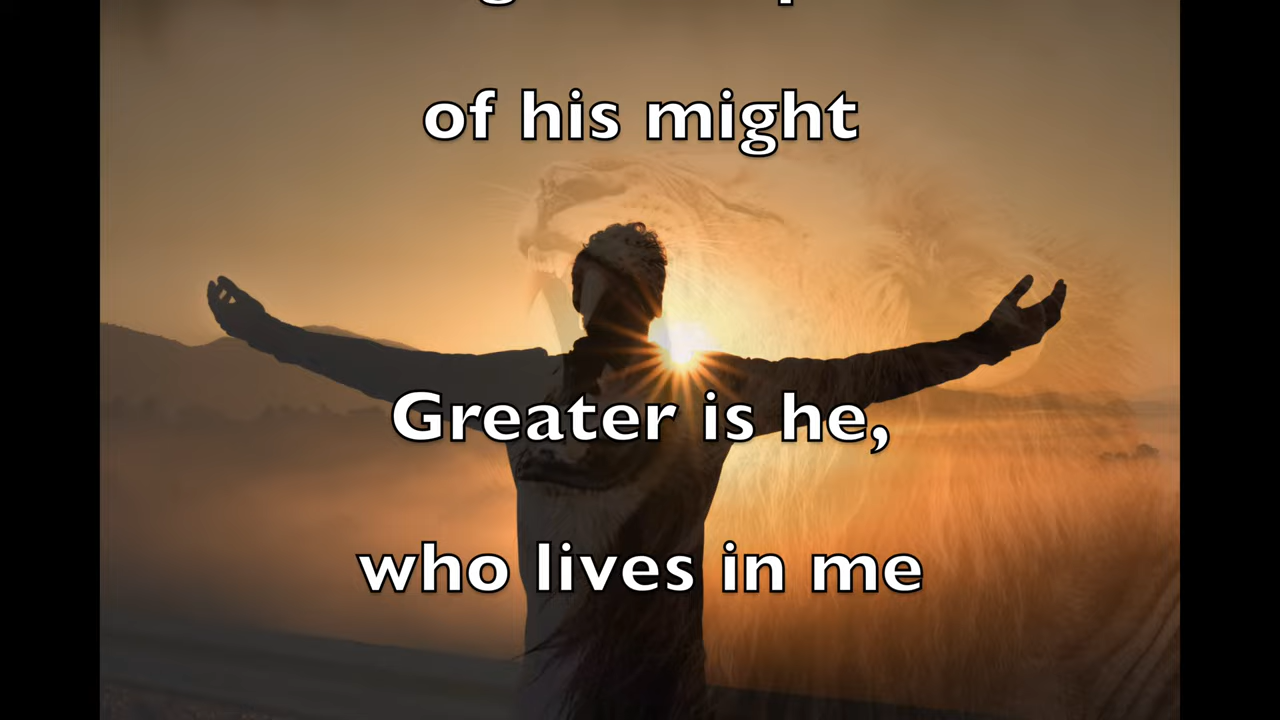 of his might
Greater is he,
who lives in me